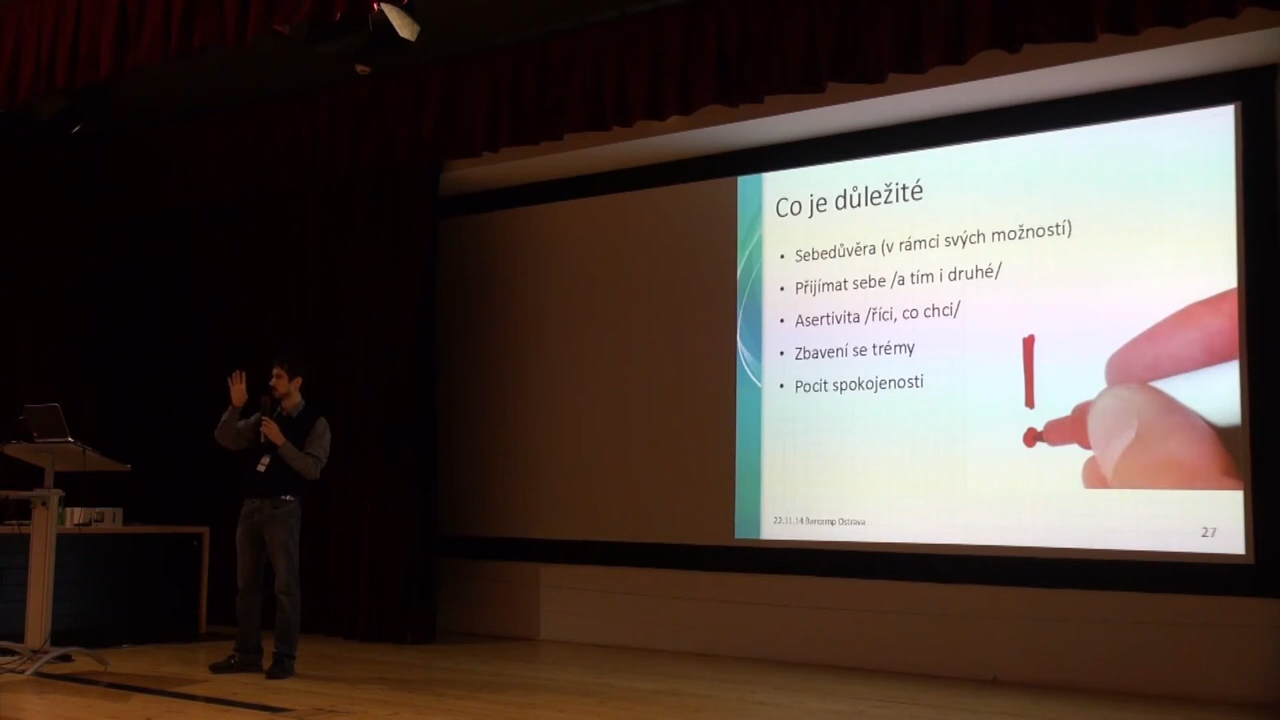 Co je důležité
• Sebedůvěra (v rámci svých možností)
• Přijímat sebe /a tím i druhé/
• Asertivita /říci, co chci/
• Zbavení se trémy
• Pocit spokojenosti
!
22.11.14 Barcamp Ostrava
27